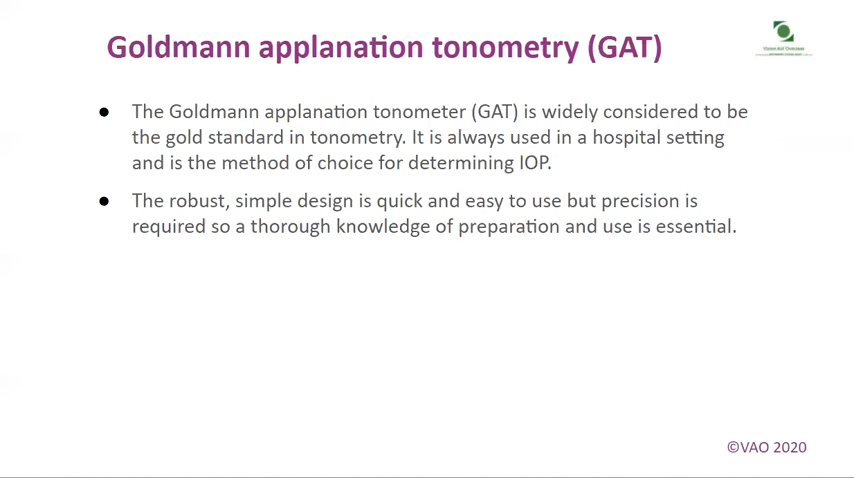 Goldmann applanation tonometry (GAT)
Vision Aid Overseas
● The Goldmann applanation tonometer (GAT) is widely considered to be
the gold standard in tonometry. It is always used in a hospital setting
and is the method of choice for determining IOP.
● The robust, simple design is quick and easy to use but precision is
required so a thorough knowledge of preparation and use is essential.
©VAO 2020